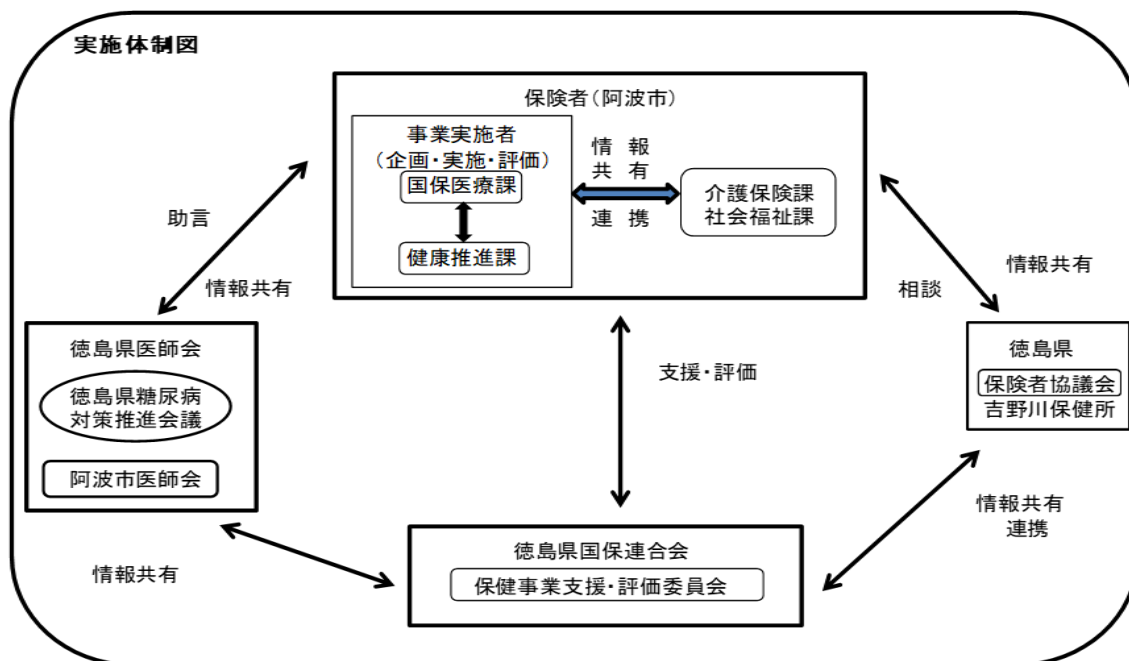 実施体制図
保険者(阿波市)
事業実施者
(企画・実施・評価)
国保医療課
健康推進課
情 報
共 有
連 携
介護保険課
社会福祉課
助言
情報共有
情報共有
相談
徳島県医師会
徳島県糖尿病
対策推進会議
阿波市医師会
支援・評価
徳島県
保険者協議会
吉野川保健所
情報共有
徳島県国保連合会
保健事業支援・評価委員会
情報共有
連携